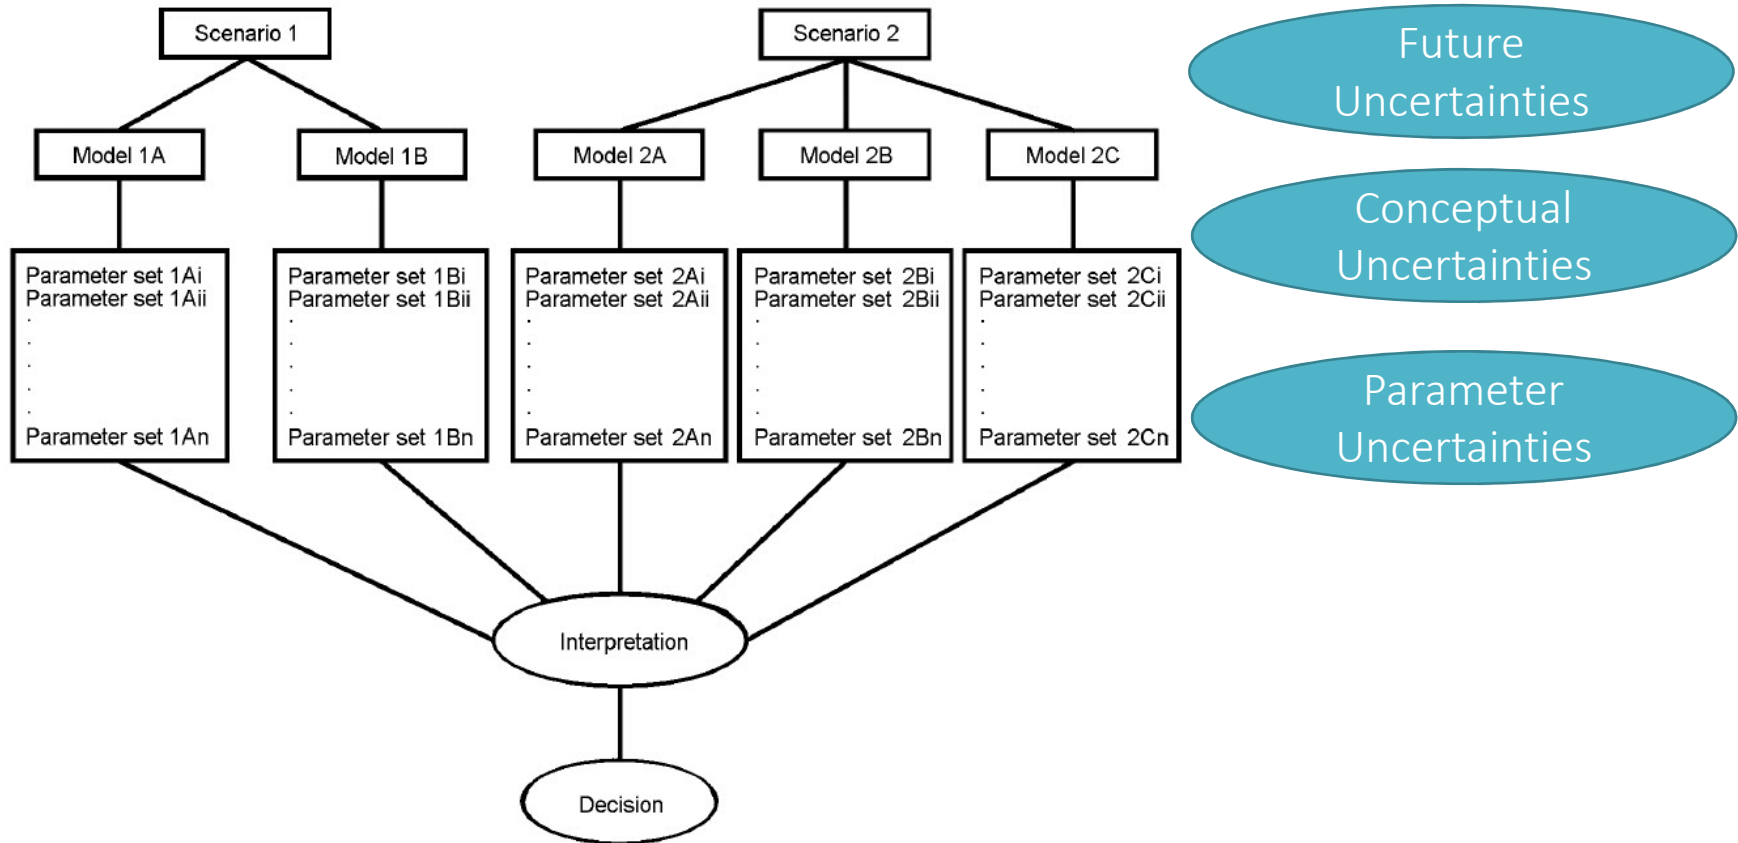 Scenario 1
Scenario 2
Future
Uncertainties
Model 1A
Model 1B
Model 2A
Model 2B
Model 2C
Conceptual
Uncertainties
Parameter set 1Ai
Parameter set 1Aii
.
.
.
.
.
Parameter set 1An
Parameter set 1Bi
Parameter set 1Bii
.
.
.
.
.
Parameter set 1Bn
Parameter set 2Ai
Parameter set 2Aii
.
.
.
.
.
Parameter set 2An
Parameter set 2Bi
Parameter set 2Bii
.
.
.
.
.
Parameter set 2Bn
Parameter set 2Ci
Parameter set 2Cii
.
.
.
.
.
Parameter set 2Cn
Parameter
Uncertainties
Interpretation
Decision